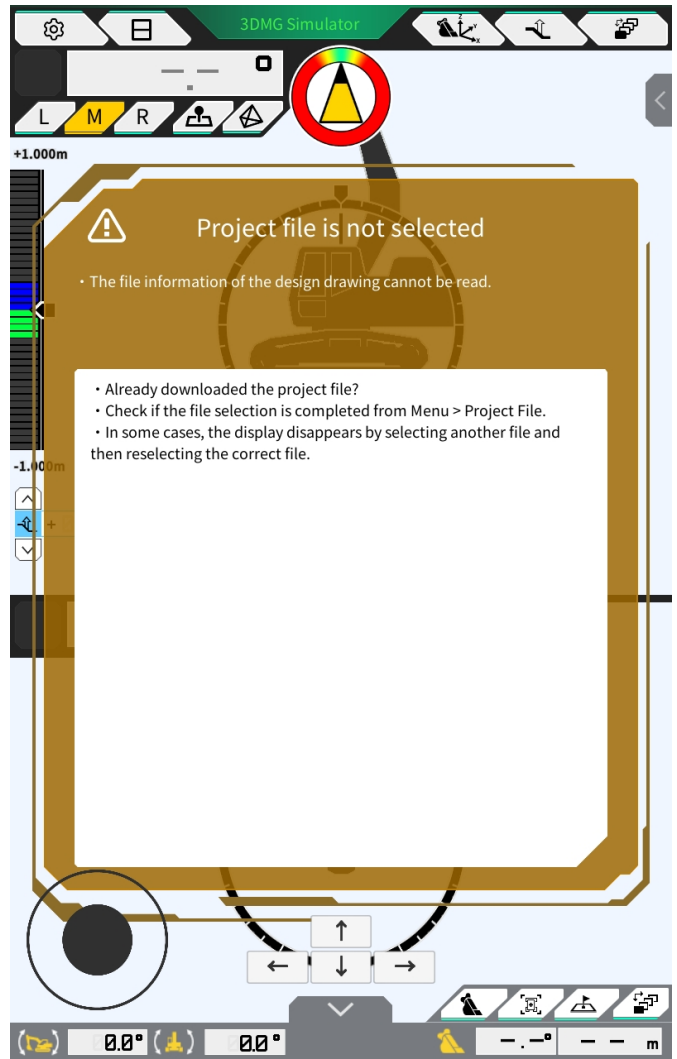 3DMG Simulator
— —
.
L M R
+1.000m
Z
Y
X
Project file is not selected
・The file information of the design drawing cannot be read.
・Already downloaded the project file?
・Check if the file selection is completed from Menu > Project File.
・In some cases, the display disappears by selecting another file and
then reselecting the correct file.
-1.000m
+
↑
← ↓ →
0.0° 0.0° —.—° — — m